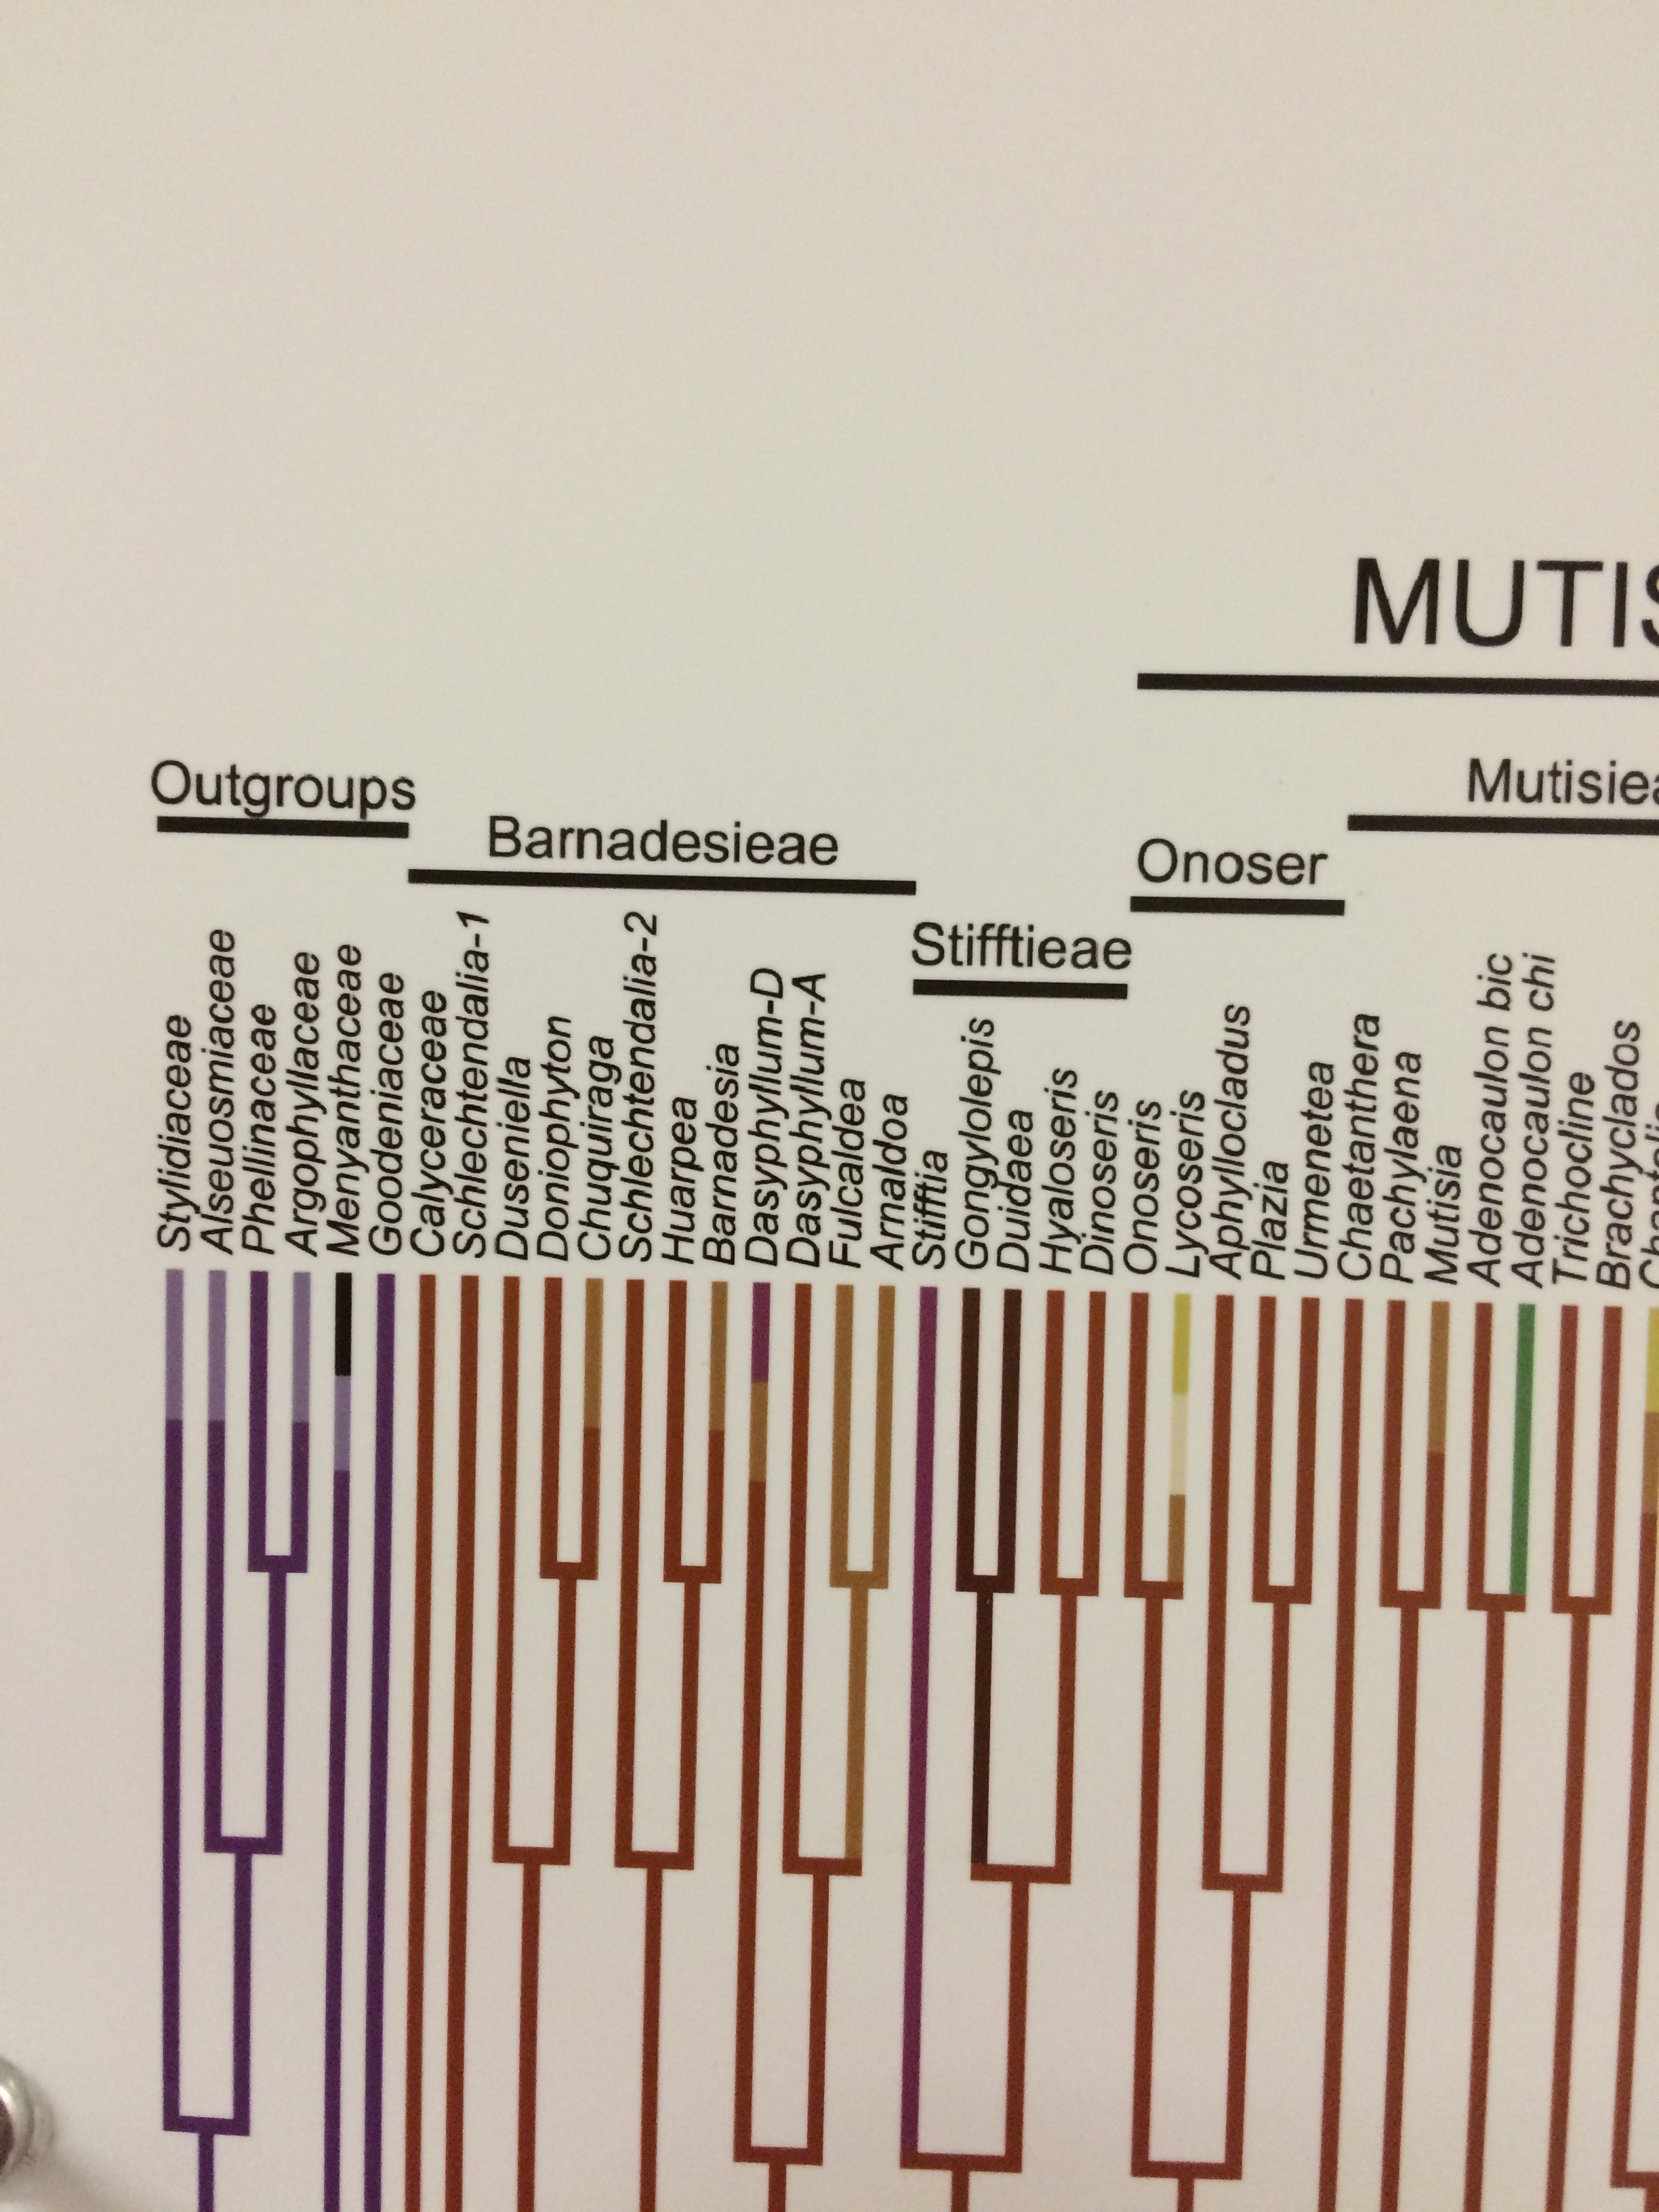 MUTIS
Outgroups
Barnadesieae
Mutisiea
Onoser
Stifftieae
Stylidiaceae
Alseuosmiaceae
Phellinaceae
Argophyllaceae
Menyanthaceae
Goodeniaceae
Calyceraceae
Schlechtendalia-1
Duseniella
Doniophyton
Chuquiraga
Schlechtendalia-2
Huarpea
Barnadesia
Dasyphyllum-D
Dasyphyllum-A
Fulcaldea
Arnaldoa
Stifftia
Gongylolepis
Duidaea
Hyaloseris
Dinoseris
Onoseris
Lycoseris
Aphyllocladus
Plazia
Urmenetea
Chaetanthera
Pachylaena
Mutisia
Adenocaulon bic
Adenocaulon chi
Trichocline
Brachyclados